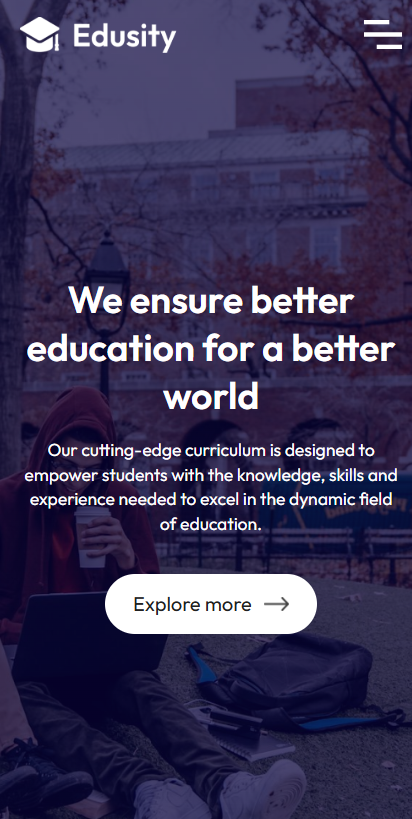 Edusity
We ensure better
education for a better
world
Our cutting-edge curriculum is designed to
empower students with the knowledge, skills and
experience needed to excel in the dynamic field
of education.
Explore more